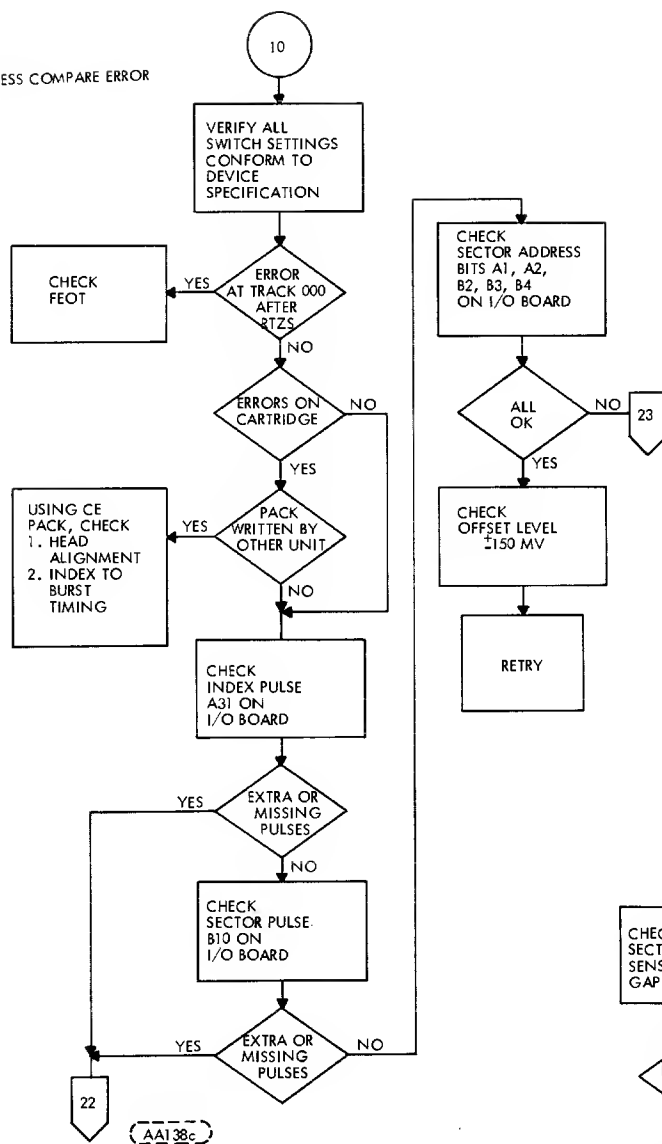 10
ESS COMPARE ERROR
VERIFY ALL
SWITCH SETTINGS
CONFORM TO
DEVICE
SPECIFICATION
ERROR
AT TRACK 000
AFTER
RTZS
YES
CHECK
FEOT
NO
ERRORS ON
CARTRIDGE
NO
YES
PACK
WRITTEN BY
OTHER UNIT
YES
USING CE
PACK, CHECK
1. HEAD
ALIGNMENT
2. INDEX TO
BURST
TIMING
NO
CHECK
INDEX PULSE
A31 ON
I/O BOARD
EXTRA OR
MISSING
PULSES
YES
NO
CHECK
SECTOR PULSE
B10 ON
I/O BOARD
EXTRA OR
MISSING
PULSES
YES
NO
22
AA138c
CHECK
SECTOR ADDRESS
BITS A1, A2,
B2, B3, B4
ON I/O BOARD
ALL
OK
NO
23
YES
CHECK
OFFSET LEVEL
±150 MV
RETRY
CHEC
SECT
SENS
GAP